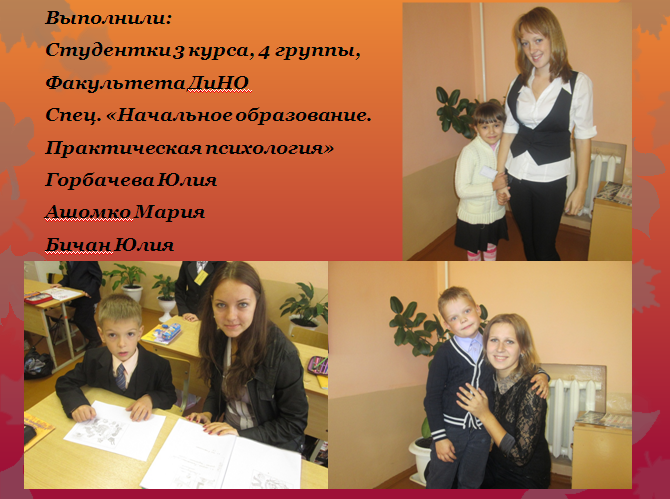 Выполнили:
Студентки 3 курса, 4 группы,
Факультета ДиНО
Спец. «Начальное образование.
Практическая психология»
Горбачева Юлия
Ашомко Мария
Бичан Юлия